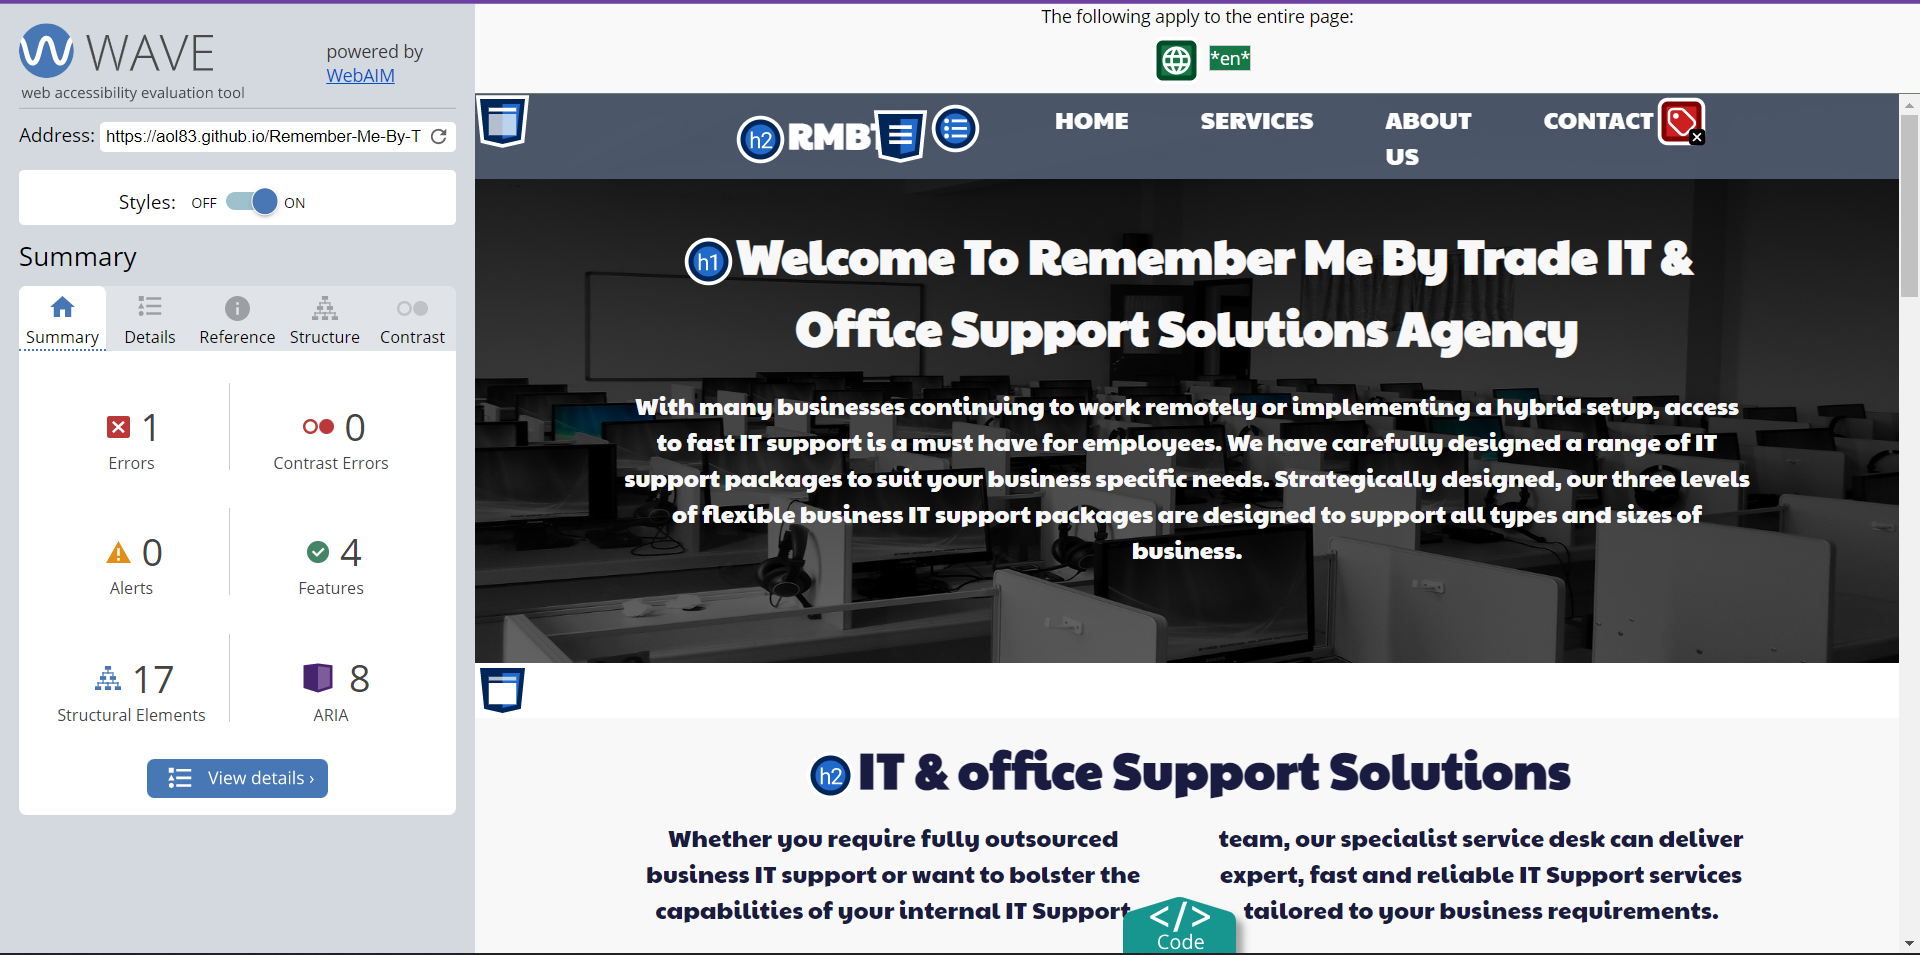 WAVE
web accessibility evaluation tool
powered by
WebAIM
Address: https://aol83.github.io/Remember-Me-By-T
Styles: OFF ON
Summary
Summary Details Reference Structure Contrast
1
Errors
0
Contrast Errors
0
Alerts
4
Features
17
Structural Elements
8
ARIA
View details ›
The following apply to the entire page:
*en*
h2 RMBT
HOME SERVICES ABOUT US CONTACT
h1 Welcome To Remember Me By Trade IT &
Office Support Solutions Agency
With many businesses continuing to work remotely or implementing a hybrid setup, access
to fast IT support is a must have for employees. We have carefully designed a range of IT
support packages to suit your business specific needs. Strategically designed, our three levels
of flexible business IT support packages are designed to support all types and sizes of
business.
h2 IT & office Support Solutions
Whether you require fully outsourced
business IT support or want to bolster the
capabilities of your internal IT Support
team, our specialist service desk can deliver
expert, fast and reliable IT Support services
tailored to your business requirements.
</>
Code